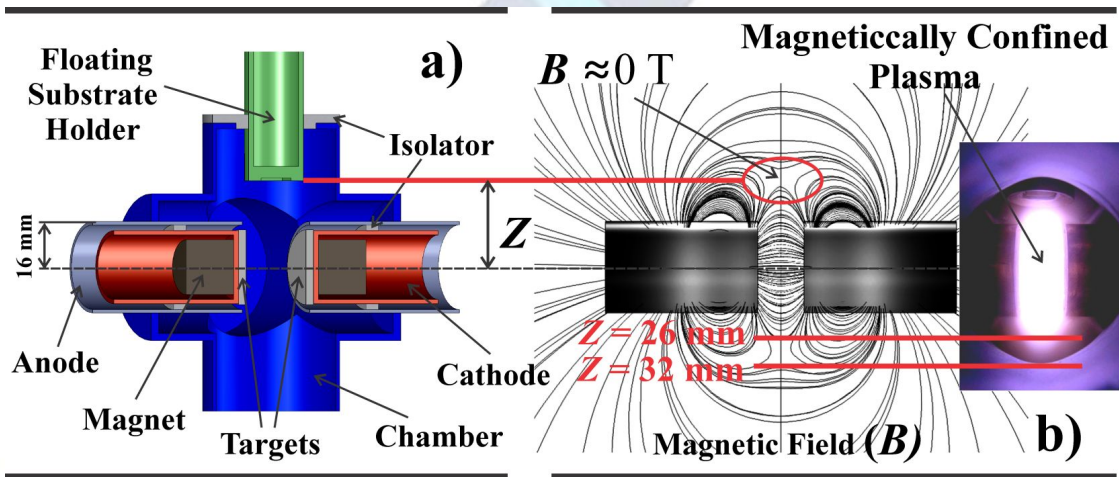 a)
Floating
Substrate
Holder
Isolator
16 mm
Z
Anode
Magnet
Targets
Cathode
Chamber
B ≈0 T
Magneticcally Confined
Plasma
Z = 26 mm
Z = 32 mm
Magnetic Field (B)
b)